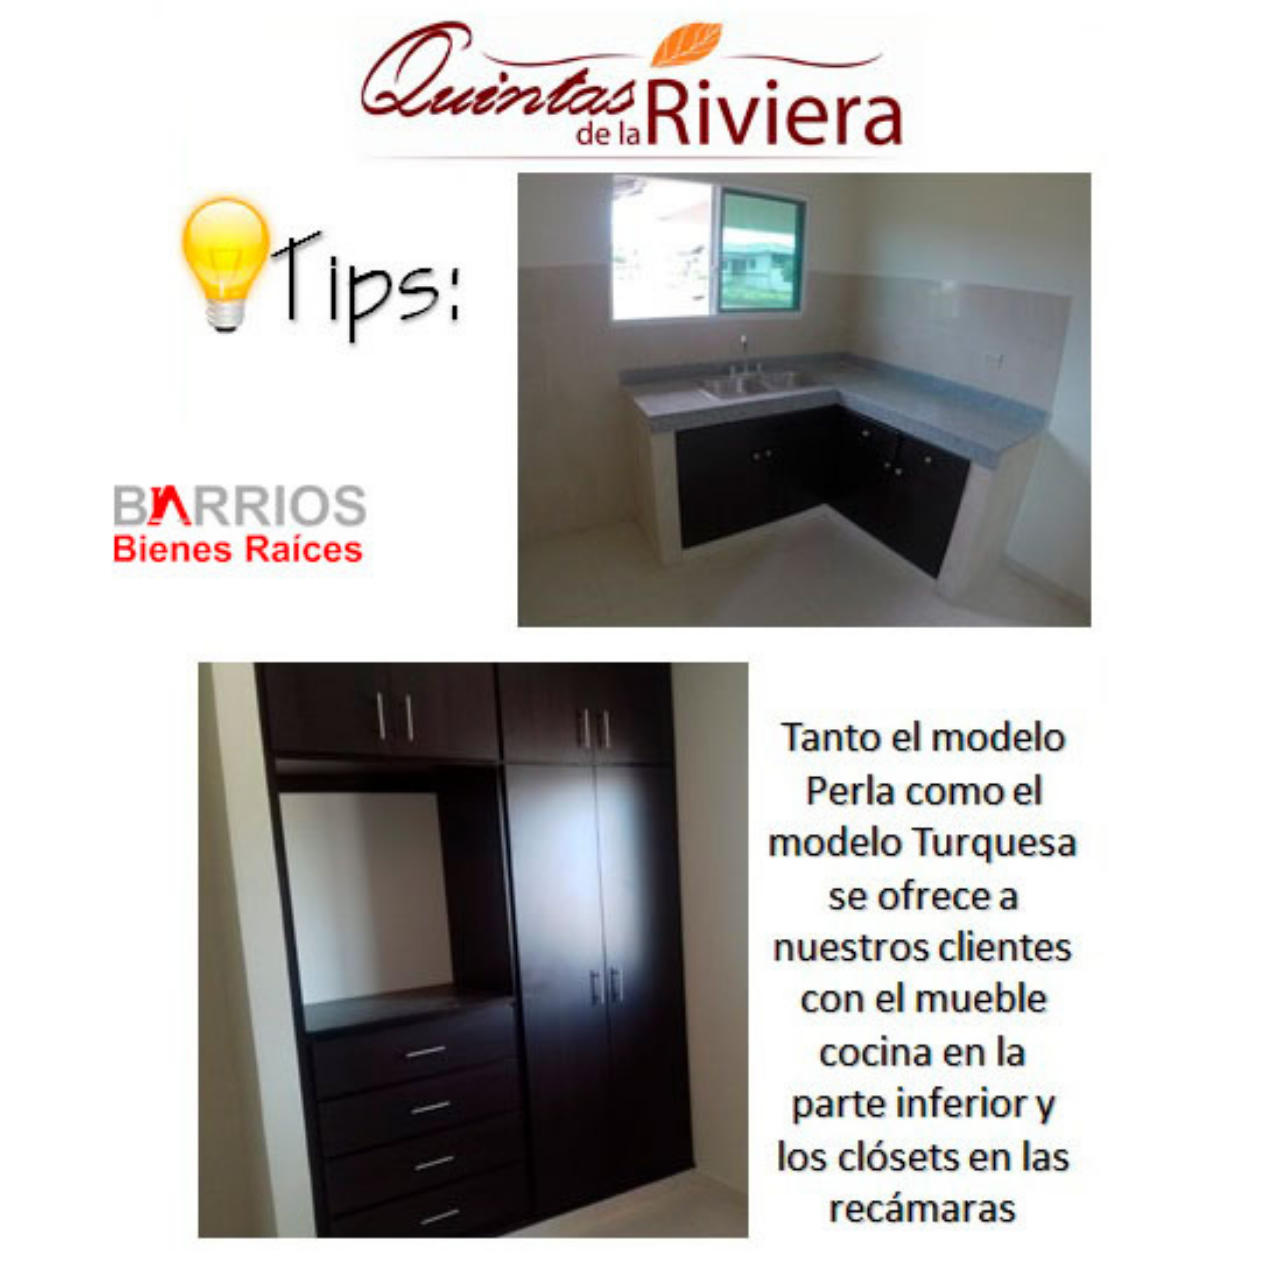 Quintas
de la Riviera
Tips:
BARRIOS
Bienes Raíces
Tanto el modelo
Perla como el
modelo Turquesa
se ofrece a
nuestros clientes
con el mueble
cocina en la
parte inferior y
los clósets en las
recámaras